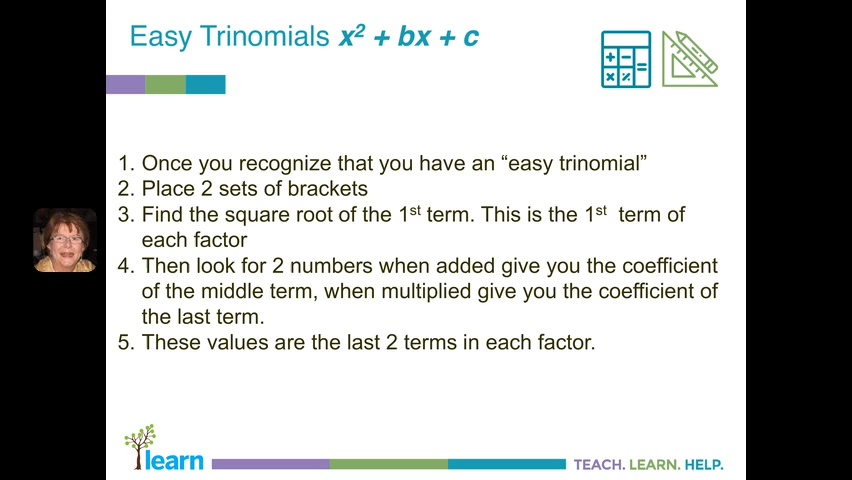 Easy Trinomials x² + bx + c
1. Once you recognize that you have an “easy trinomial”
2. Place 2 sets of brackets
3. Find the square root of the 1st term. This is the 1st term of
each factor
4. Then look for 2 numbers when added give you the coefficient
of the middle term, when multiplied give you the coefficient of
the last term.
5. These values are the last 2 terms in each factor.
learn
TEACH. LEARN. HELP.